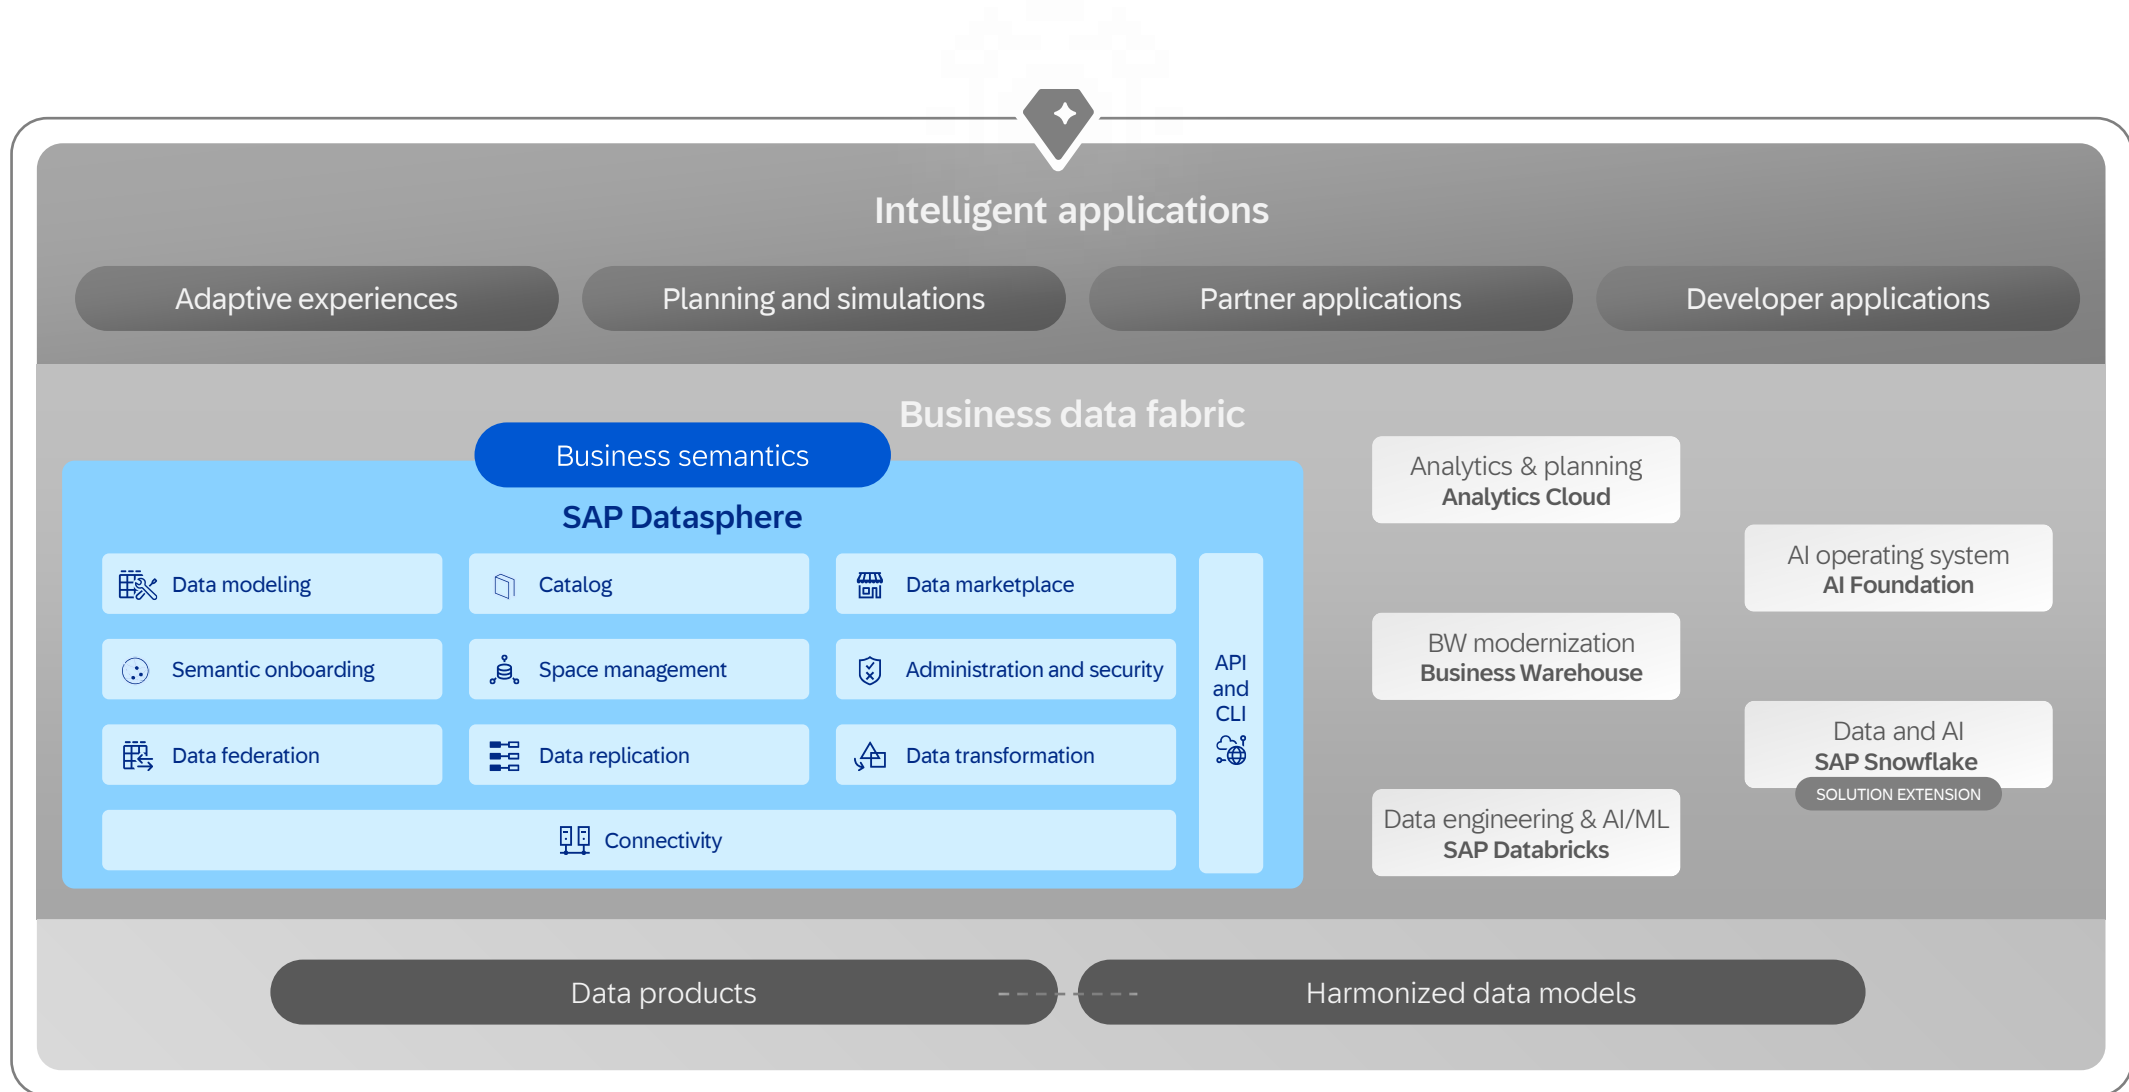 Intelligent applications
Adaptive experiences
Planning and simulations
Partner applications
Developer applications
Business data fabric
Business semantics
SAP Datasphere
Data modeling
Catalog
Data marketplace
Semantic onboarding
Space management
Administration and security
Data federation
Data replication
Data transformation
Connectivity
API
and
CLI
Analytics & planning
Analytics Cloud
AI operating system
AI Foundation
BW modernization
Business Warehouse
Data and AI
SAP Snowflake
SOLUTION EXTENSION
Data engineering & AI/ML
SAP Databricks
Data products
Harmonized data models